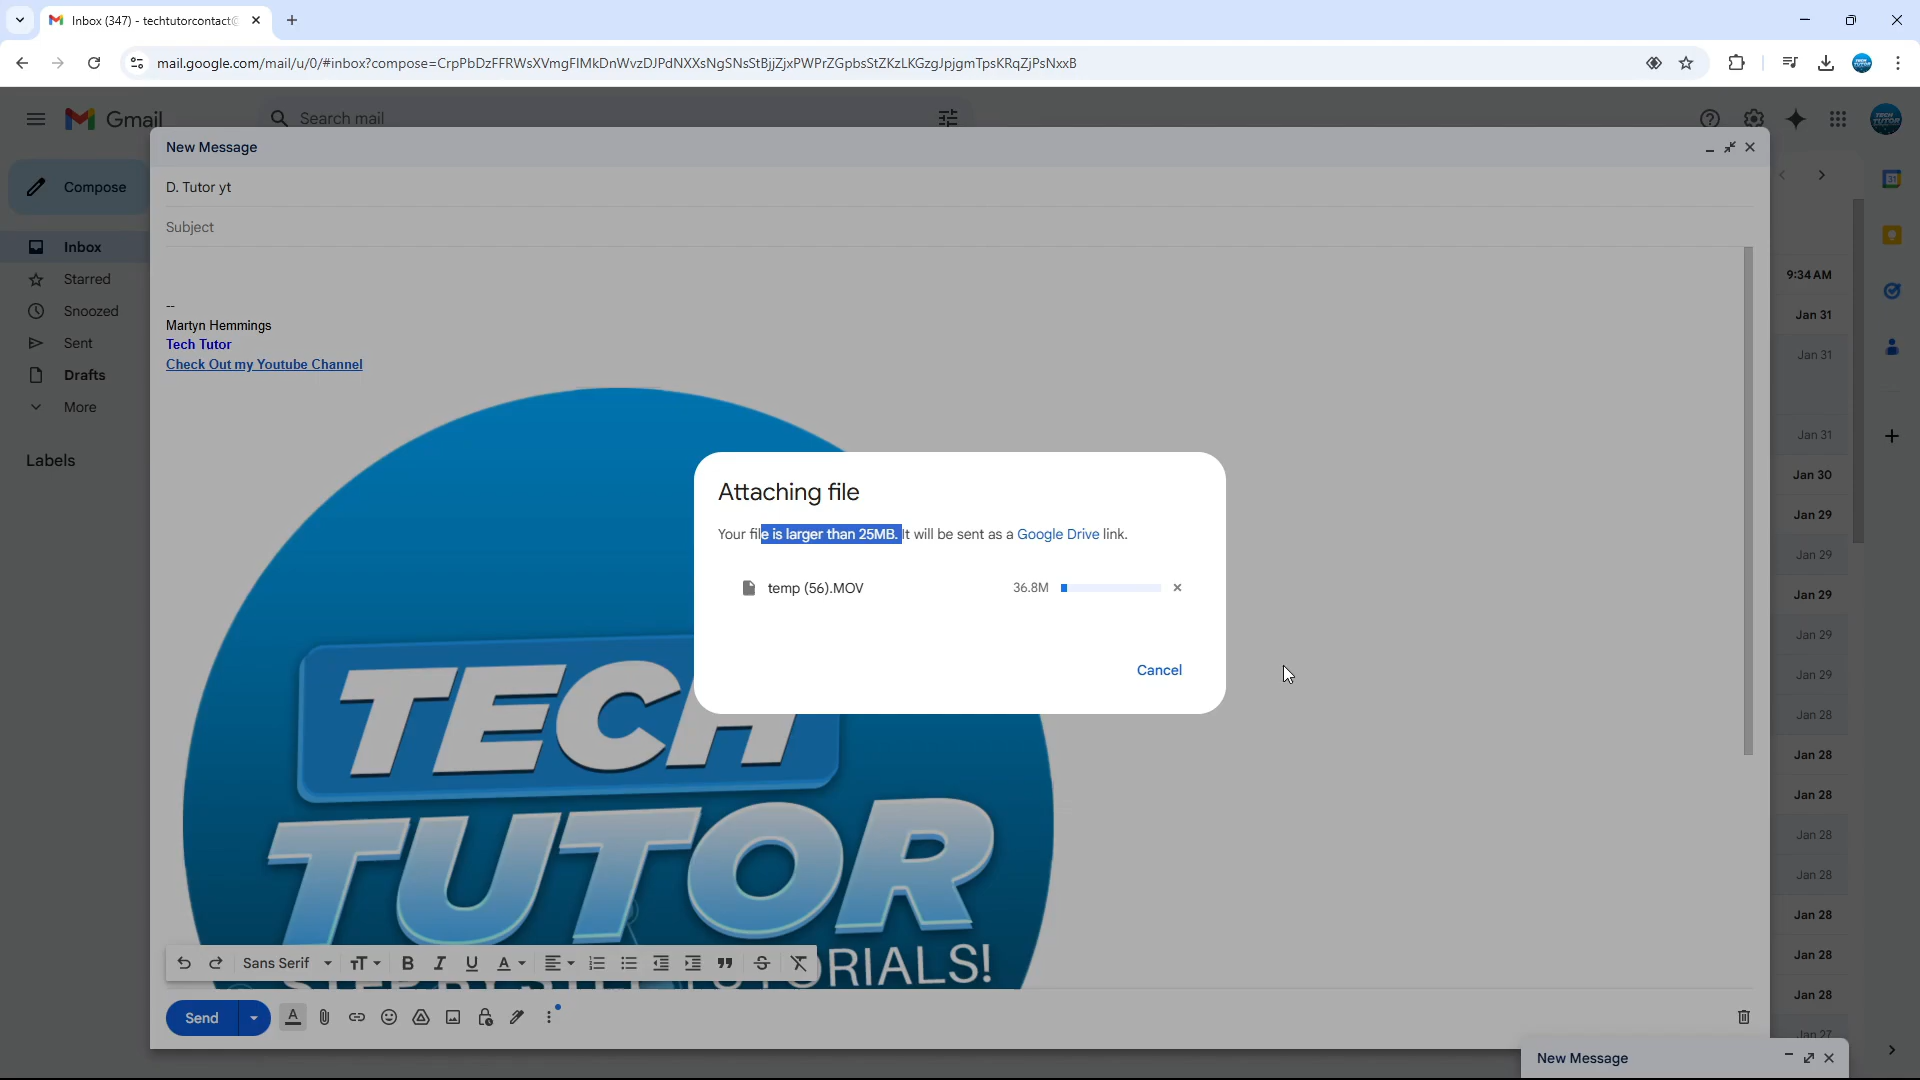 Inbox (347) - techtutorcontact@
mail.google.com/mail/u/0/#inbox?compose=CrpPbDzFFRWsXVmgFlMkDnWvzDJPdNXXsNgSNsStBjjZjxPWPrZGpbsStZKzLKGzgJpjgmTpsKRqZjPsNxxB
Gmail
Search mail
Compose
Inbox
Starred
Snoozed
Sent
Drafts
More
Labels
New Message
D. Tutor yt
Subject
--
Martyn Hemmings
Tech Tutor
Check Out my Youtube Channel
TECH
TUTOR
Attaching file
Your file is larger than 25MB. It will be sent as a Google Drive link.
temp (56).MOV 36.8M
Cancel
9:34 AM
Jan 31
Jan 31
Jan 31
Jan 30
Jan 29
Jan 29
Jan 29
Jan 29
Jan 29
Jan 28
Jan 28
Jan 28
Jan 28
Jan 28
Jan 28
Jan 28
Jan 28
Jan 27
Sans Serif
Send
New Message